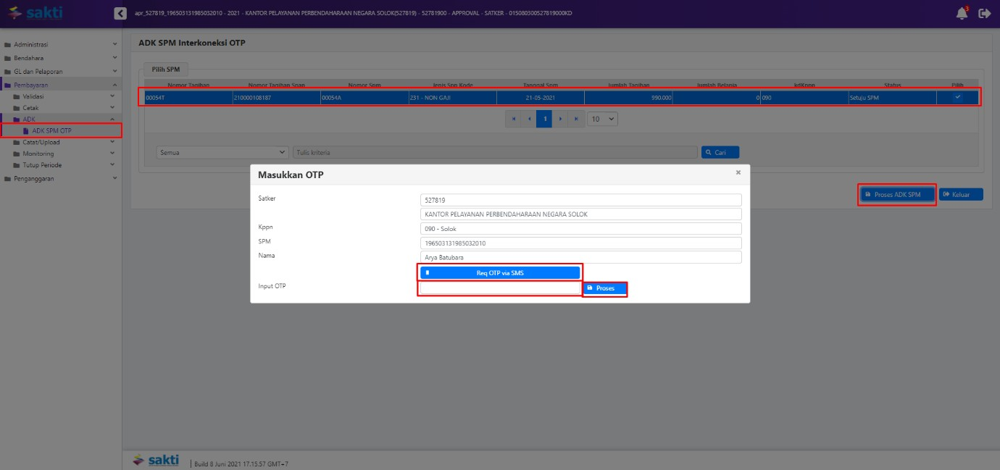 sakti
apr_527819_196503131985032010 - 2021 - KANTOR PELAYANAN PERBENDAHARAAN NEGARA SOLOK(527819) - 52781900 - APPROVAL - SATKER - 015080300527819000KD
3
Administrasi
Bendahara
GL dan Pelaporan
Pembayaran
Validasi
Cetak
ADK
ADK SPM OTP
Catat/Upload
Monitoring
Tutup Periode
Penganggaran
ADK SPM Interkoneksi OTP
Pilih SPM
Nomor Tagihan Nomor Tagihan Span Nomor Spm Jenis Spp Kode Tanggal Spm Jumlah Tagihan Jumlah Belanja kdKppn Status Pilih
00054T 210000108187 00054A 231 - NON GAJI 21-05-2021 990.000 0 090 Setuju SPM
1 10
Semua Tulis kriteria Cari
Proses ADK SPM Keluar
Masukkan OTP
Satker 527819
KANTOR PELAYANAN PERBENDAHARAAN NEGARA SOLOK
Kppn 090 - Solok
SPM 196503131985032010
Nama Arya Batubara
Req OTP via SMS
Input OTP Proses
sakti Build 8 Juni 2021 17.15.57 GMT+7